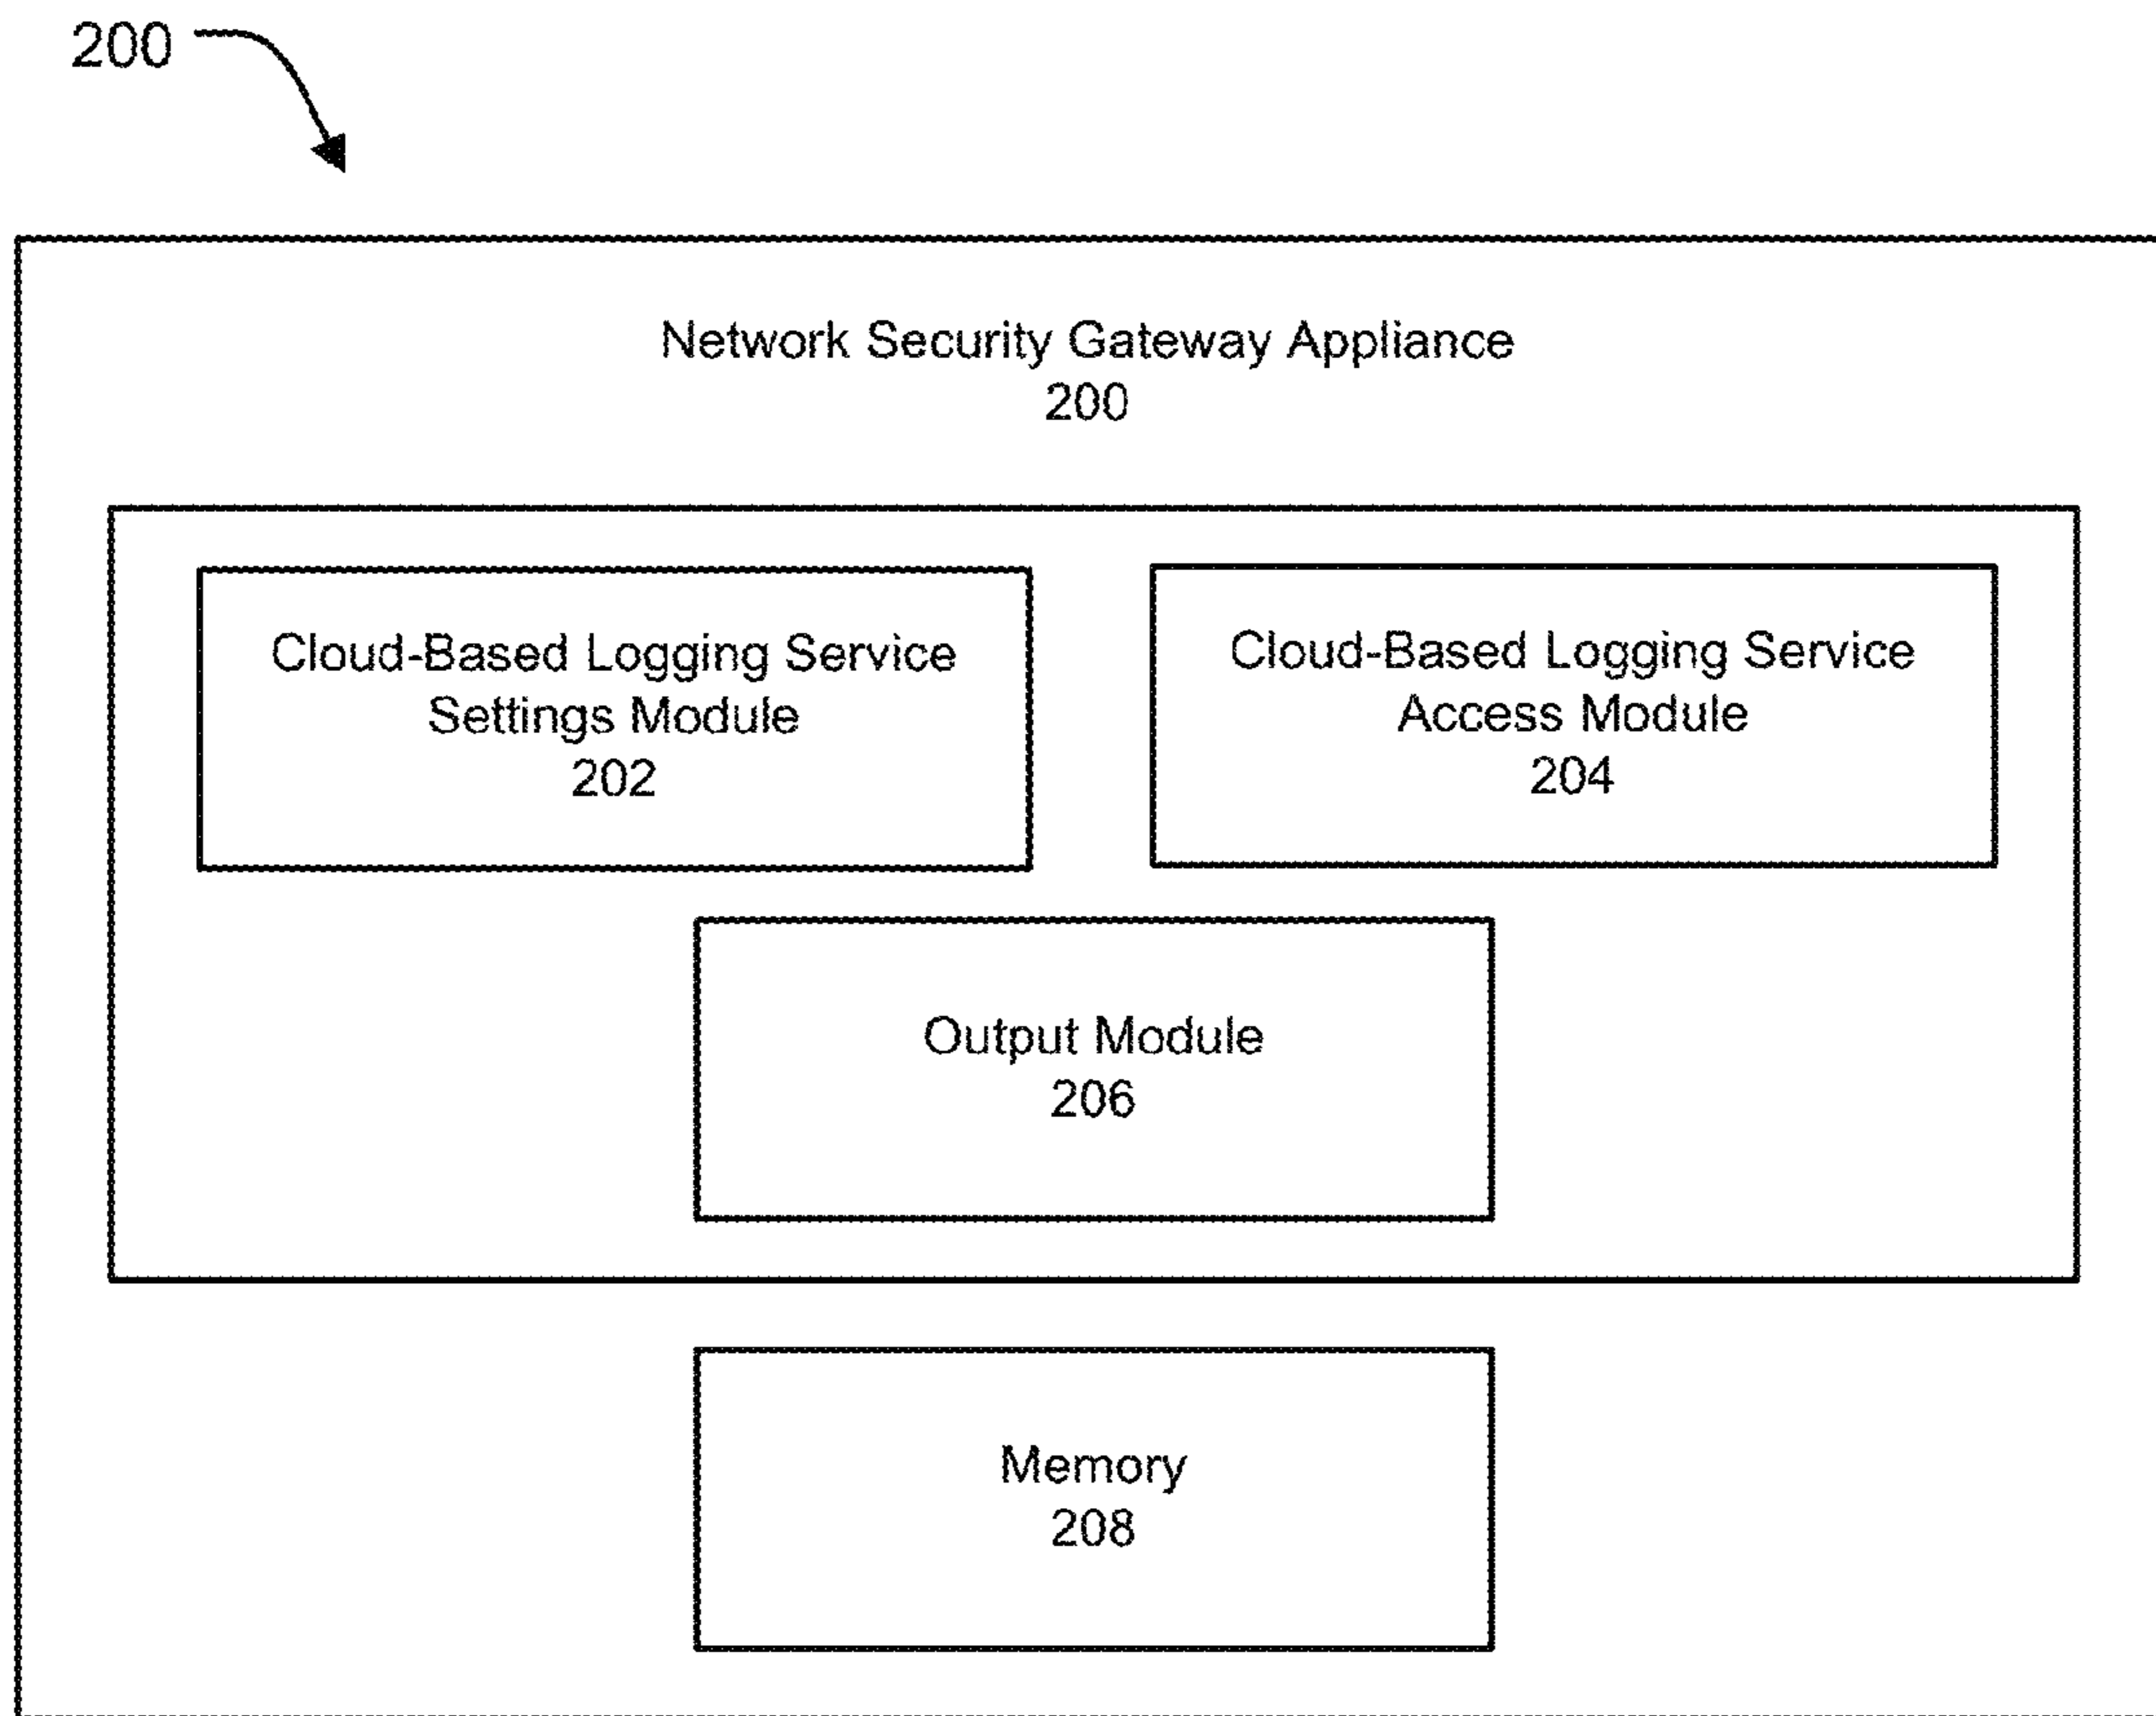 200
Network Security Gateway Appliance
200
Cloud-Based Logging Service
Settings Module
202
Cloud-Based Logging Service
Access Module
204
Output Module
206
Memory
208